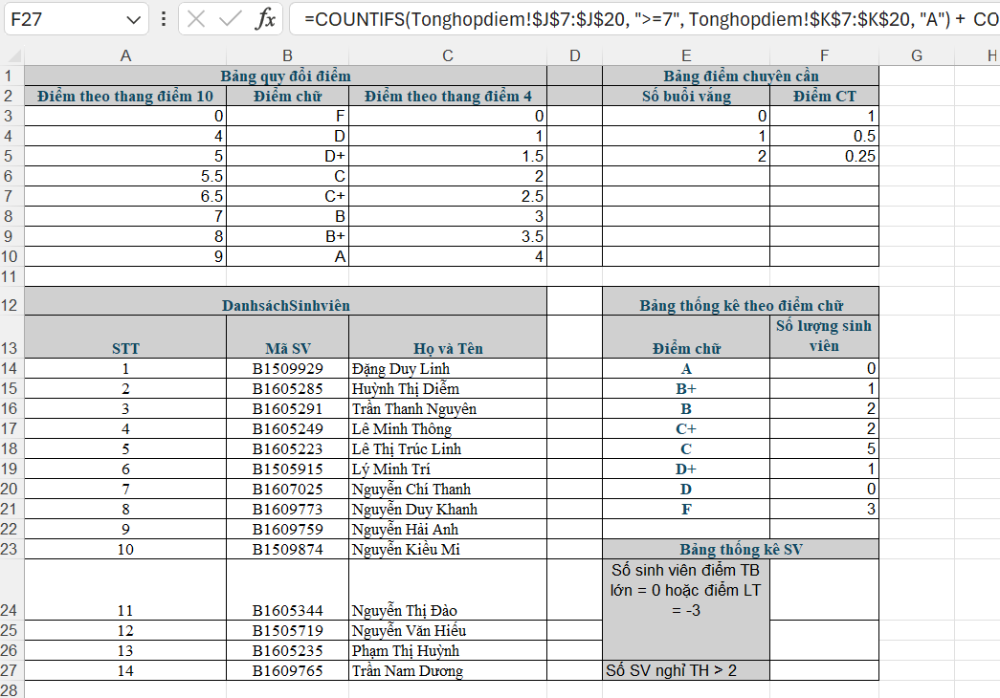 F27 fx =COUNTIFS(Tonghopdiem!$J$7:$J$20, ">=7", Tonghopdiem!$K$7:$K$20, "A") + CO
A B C D E F G H
1 Bảng quy đổi điểm Bảng điểm chuyên cần
2 Điểm theo thang điểm 10 Điểm chữ Điểm theo thang điểm 4 Số buổi vắng Điểm CT
3 0 F 0 0 1
4 4 D 1 1 0.5
5 5 D+ 1.5 2 0.25
6 5.5 C 2
7 6.5 C+ 2.5
8 7 B 3
9 8 B+ 3.5
10 9 A 4
11
12 DanhsáchSinhviên Bảng thống kê theo điểm chữ
13 STT Mã SV Họ và Tên Điểm chữ Số lượng sinh viên
14 1 B1509929 Đặng Duy Linh A 0
15 2 B1605285 Huỳnh Thị Diễm B+ 1
16 3 B1605291 Trần Thanh Nguyên B 2
17 4 B1605249 Lê Minh Thông C+ 2
18 5 B1605223 Lê Thị Trúc Linh C 5
19 6 B1505915 Lý Minh Trí D+ 1
20 7 B1607025 Nguyễn Chí Thanh D 0
21 8 B1609773 Nguyễn Duy Khanh F 3
22 9 B1609759 Nguyễn Hải Anh
23 10 B1509874 Nguyễn Kiều Mi Bảng thống kê SV
Số sinh viên điểm TB
lớn = 0 hoặc điểm LT
= -3
24 11 B1605344 Nguyễn Thị Đào
25 12 B1505719 Nguyễn Văn Hiếu
26 13 B1605235 Phạm Thị Huỳnh
27 14 B1609765 Trần Nam Dương Số SV nghỉ TH > 2
28